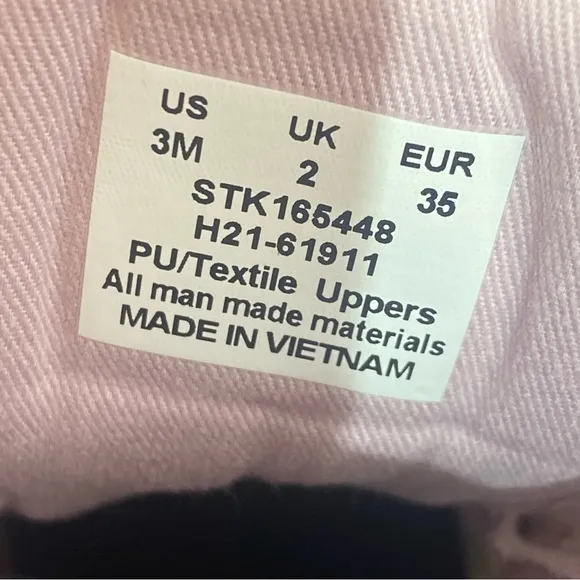 US UK EUR
3M 2 35
STK165448
H21-61911
PU/Textile Uppers
All man made materials
MADE IN VIETNAM